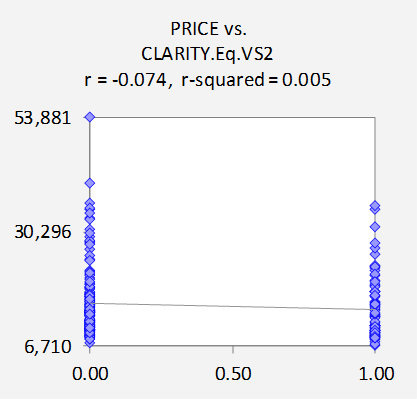 PRICE vs.
CLARITY.Eq.VS2
r = -0.074, r-squared = 0.005
53,881
30,296
6,710
0.00 0.50 1.00